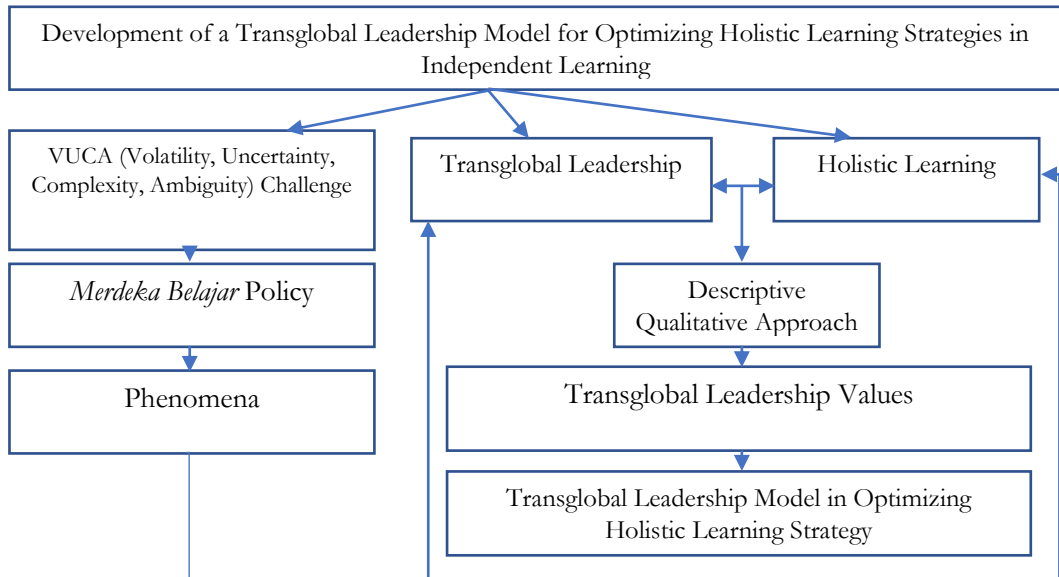 Development of a Transglobal Leadership Model for Optimizing Holistic Learning Strategies in
Independent Learning
VUCA (Volatility, Uncertainty,
Complexity, Ambiguity) Challenge
Transglobal Leadership
Holistic Learning
Merdeka Belajar Policy
Descriptive
Qualitative Approach
Phenomena
Transglobal Leadership Values
Transglobal Leadership Model in Optimizing
Holistic Learning Strategy